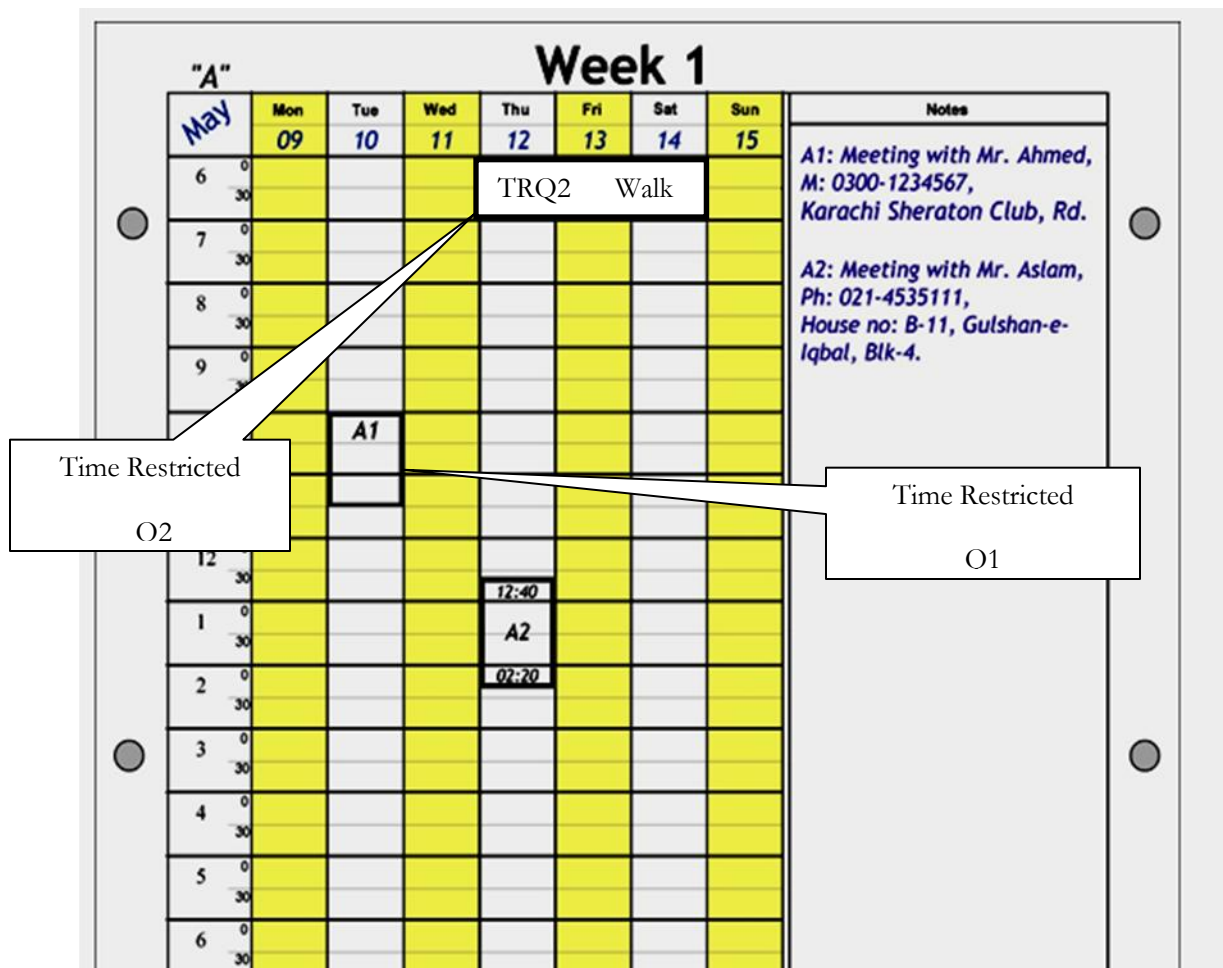 "A"
Week 1
May
Mon Tue Wed Thu Fri Sat Sun Notes
09 10 11 12 13 14 15
A1: Meeting with Mr. Ahmed,
M: 0300-1234567,
Karachi Sheraton Club, Rd.
A2: Meeting with Mr. Aslam,
Ph: 021-4535111,
House no: B-11, Gulshan-e-
Iqbal, Blk-4.
6 0
30
TRQ2 Walk
7 0
30
8 0
30
9 0
A1
Time Restricted
O2
Time Restricted
O1
12
30
12:40
1 0
30
A2
2 0
02:20
30
3 0
30
4 0
30
5 0
30
6 0
30